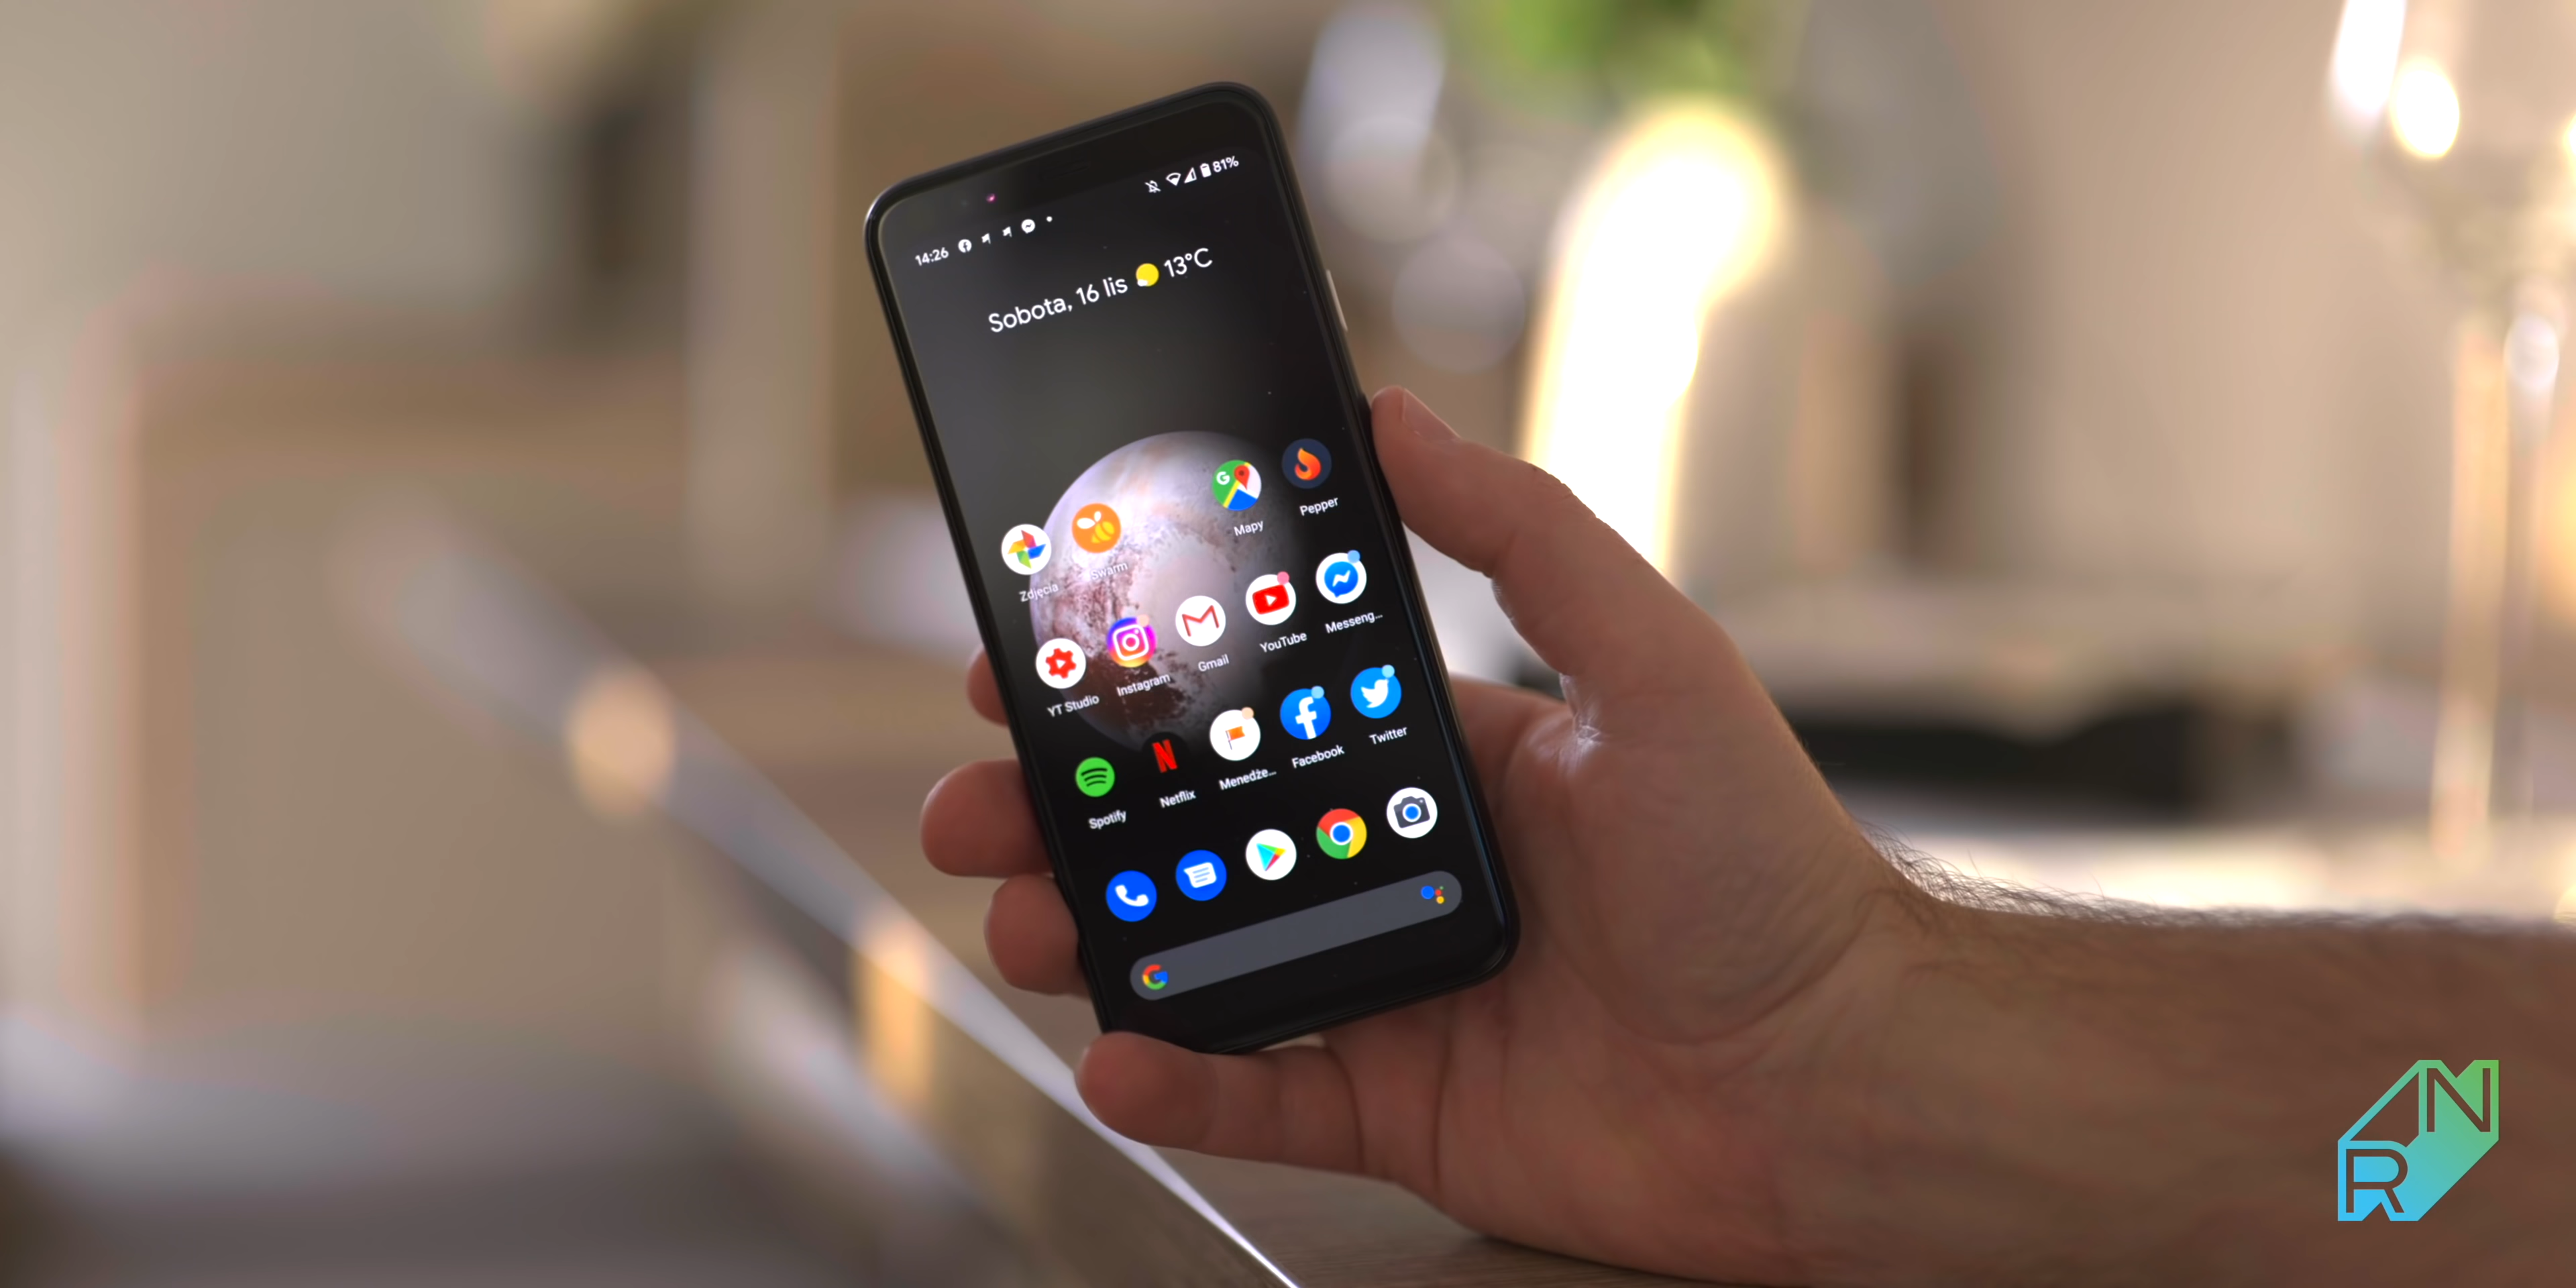 14:26 81%
Sobota, 16 lis 13°C
Mapy Pepper
Zdjęcia Swarm
YouTube Messeng...
YT Studio Instagram Gmail
Facebook Twitter
Spotify Netflix Menedże...
N
R